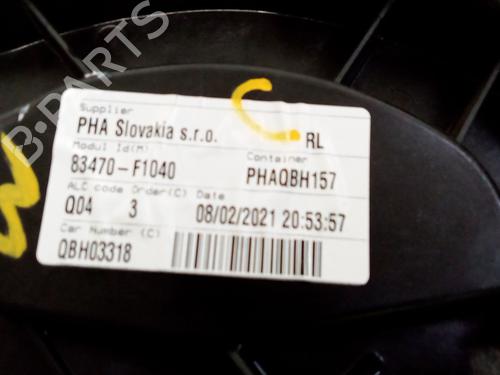 B-PARTS
C
Supplier
PHA Slovakia s.r.o. RL
Modul Id(M) Container
83470-F1040 PHAQBH157
ALC code Order(C) Date
Q04 3 08/02/2021 20:53:57
Car Number (C)
QBH03318